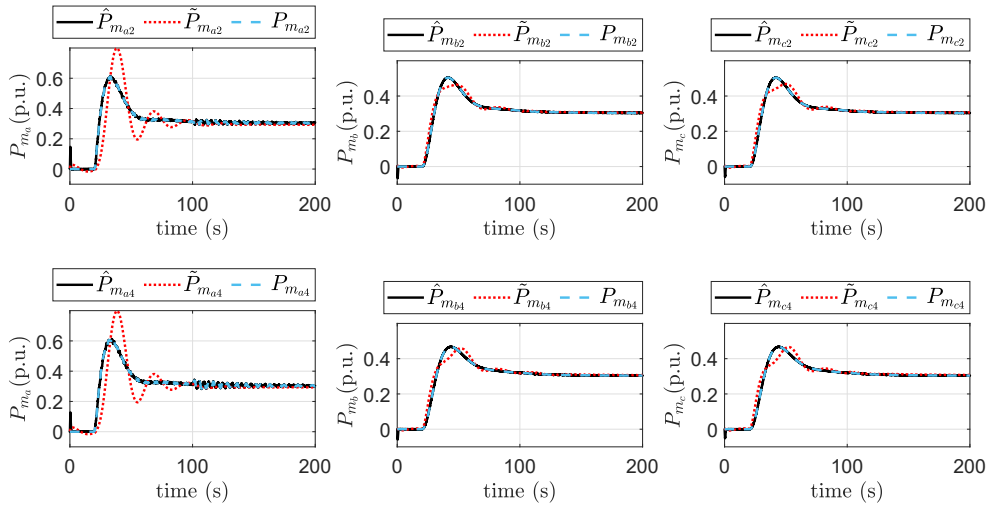 P̂_{m_{a2}} P̃_{m_{a2}} P_{m_{a2}}
P_{m_a}(p.u.)
0.6
0.4
0.2
0
0 100 200
time (s)
P̂_{m_{b2}} P̃_{m_{b2}} P_{m_{b2}}
P_{m_b}(p.u.)
0.4
0.2
0
0 100 200
time (s)
P̂_{m_{c2}} P̃_{m_{c2}} P_{m_{c2}}
P_{m_c}(p.u.)
0.4
0.2
0
0 100 200
time (s)
P̂_{m_{a4}} P̃_{m_{a4}} P_{m_{a4}}
P_{m_a}(p.u.)
0.6
0.4
0.2
0
0 100 200
time (s)
P̂_{m_{b4}} P̃_{m_{b4}} P_{m_{b4}}
P_{m_b}(p.u.)
0.4
0.2
0
0 100 200
time (s)
P̂_{m_{c4}} P̃_{m_{c4}} P_{m_{c4}}
P_{m_c}(p.u.)
0.4
0.2
0
0 100 200
time (s)